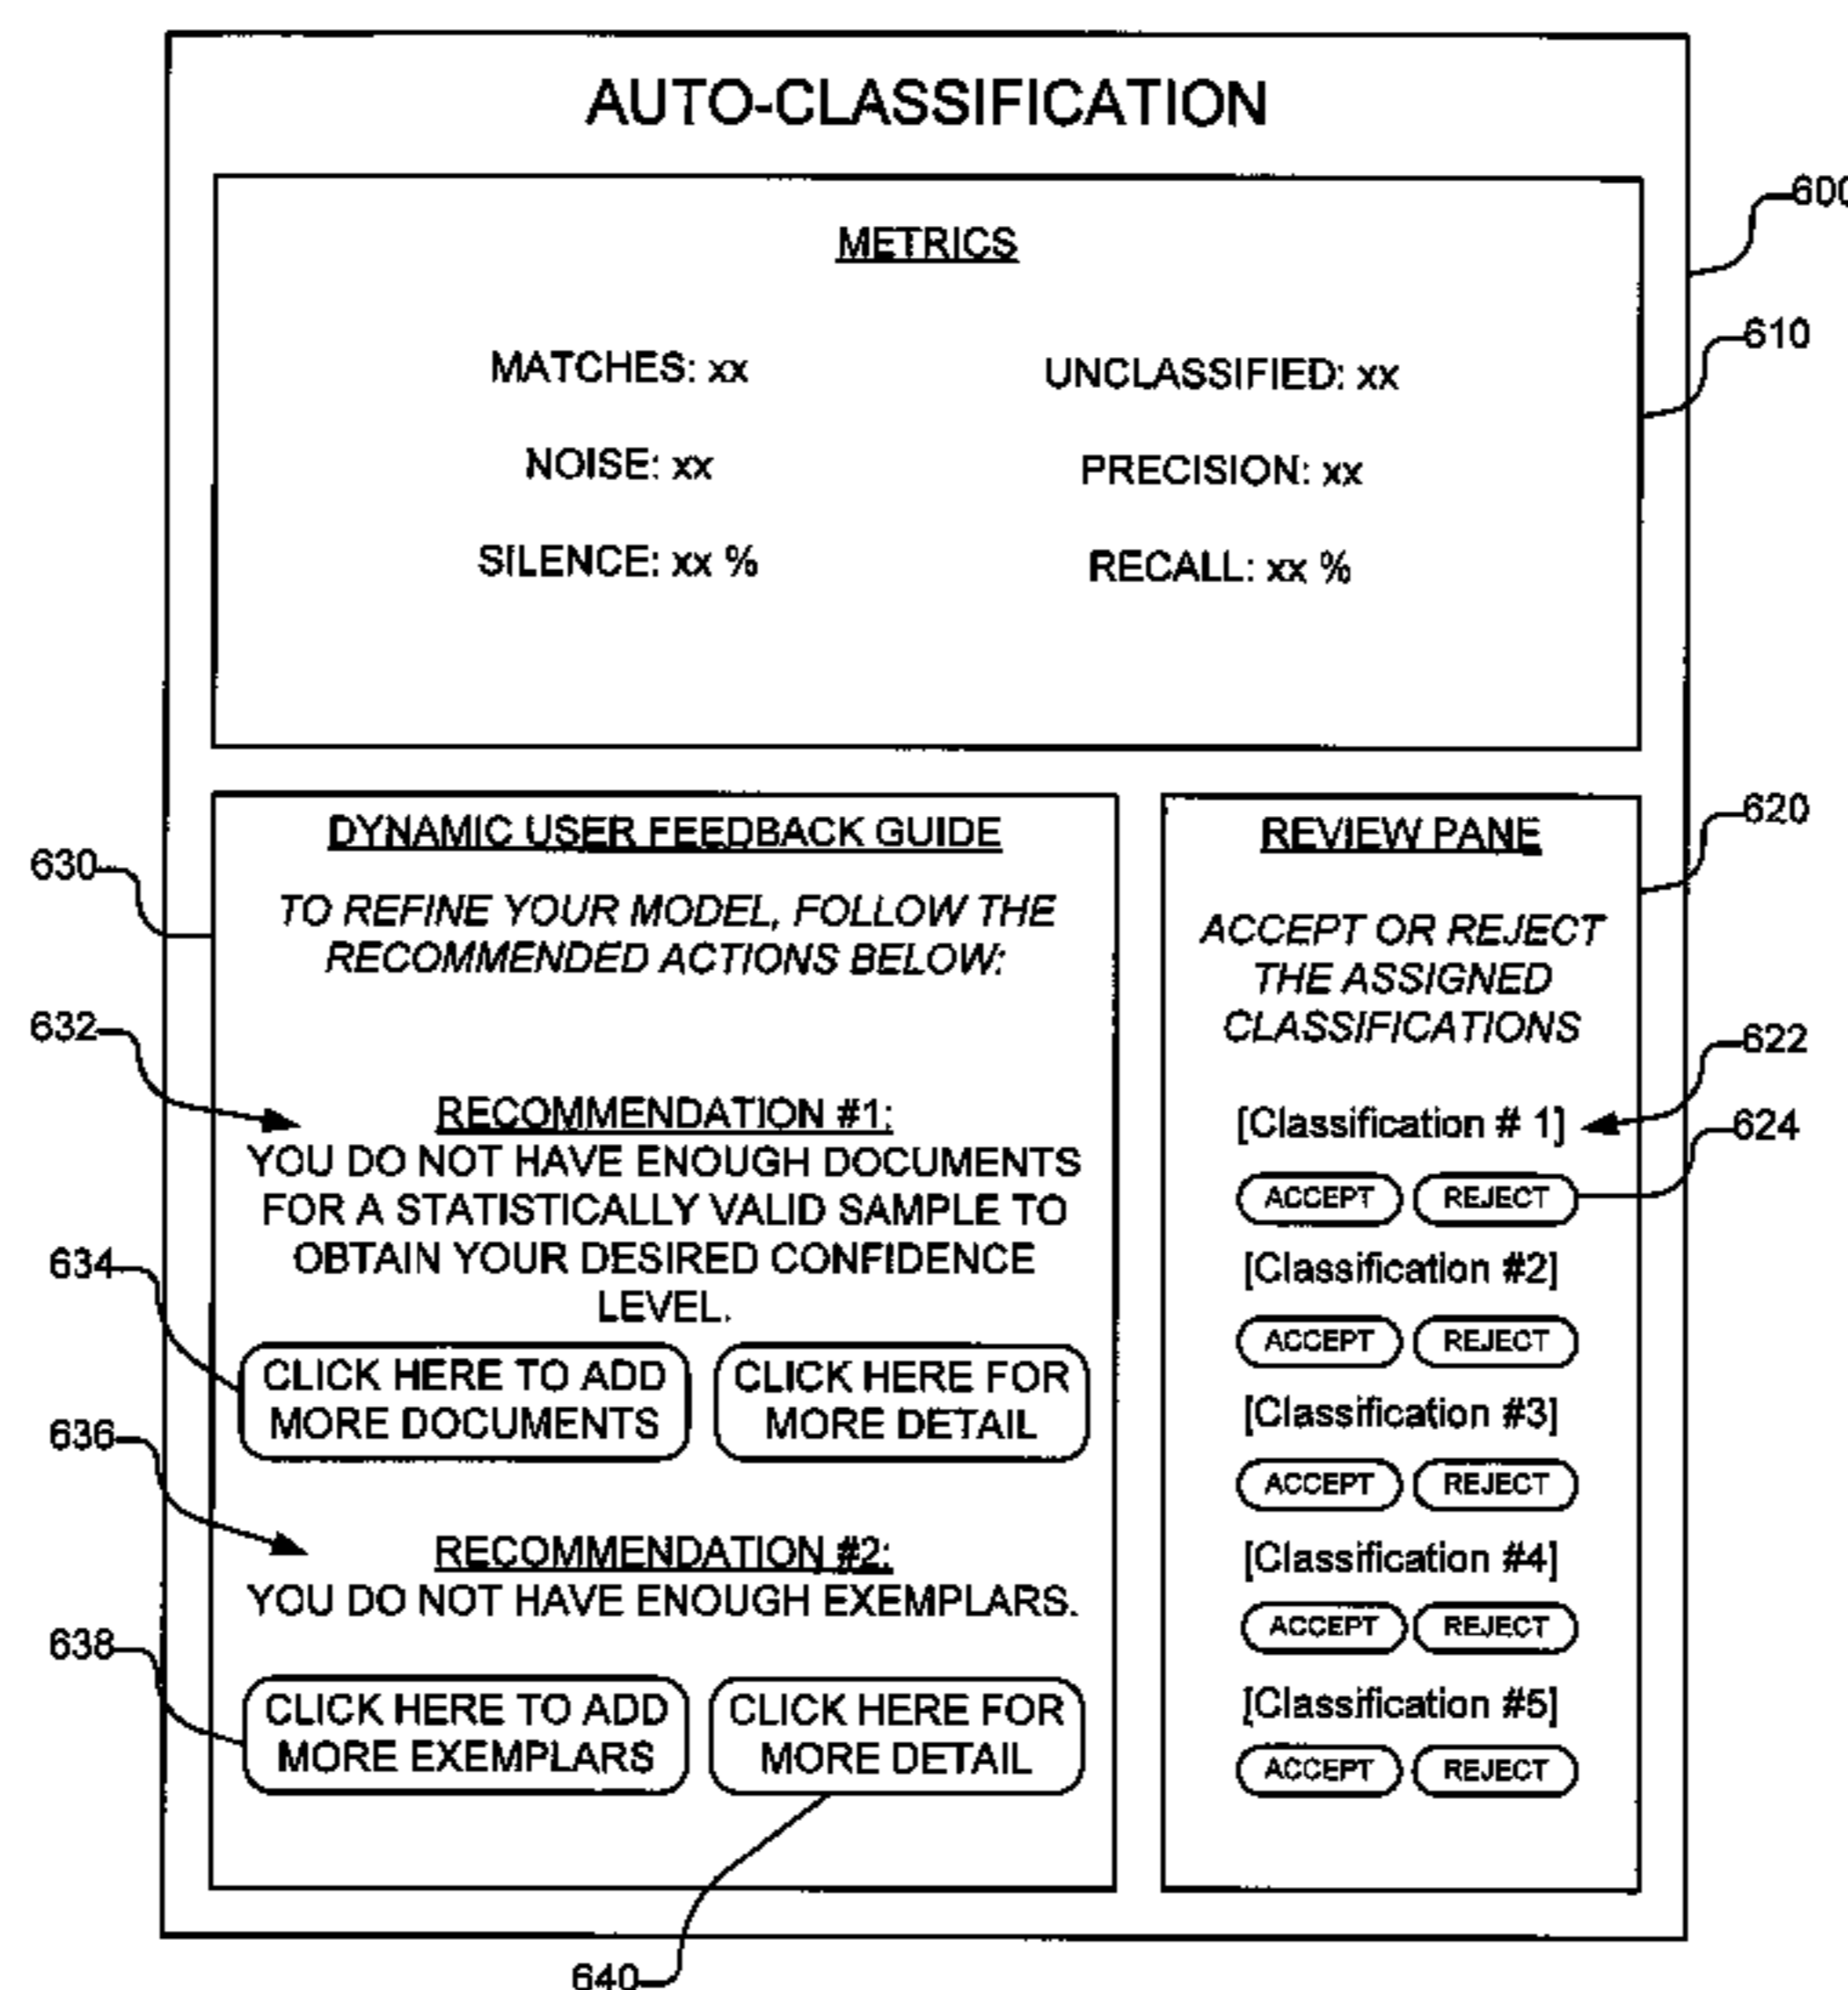 AUTO-CLASSIFICATION
METRICS
MATCHES: xx
UNCLASSIFIED: xx
NOISE: xx
PRECISION: xx
SILENCE: xx %
RECALL: xx %
600
610
DYNAMIC USER FEEDBACK GUIDE
TO REFINE YOUR MODEL, FOLLOW THE
RECOMMENDED ACTIONS BELOW:
RECOMMENDATION #1:
YOU DO NOT HAVE ENOUGH DOCUMENTS
FOR A STATISTICALLY VALID SAMPLE TO
OBTAIN YOUR DESIRED CONFIDENCE
LEVEL.
CLICK HERE TO ADD
MORE DOCUMENTS
CLICK HERE FOR
MORE DETAIL
RECOMMENDATION #2:
YOU DO NOT HAVE ENOUGH EXEMPLARS.
CLICK HERE TO ADD
MORE EXEMPLARS
CLICK HERE FOR
MORE DETAIL
630
632
634
636
638
640
REVIEW PANE
ACCEPT OR REJECT
THE ASSIGNED
CLASSIFICATIONS
[Classification # 1]
ACCEPT REJECT
[Classification #2]
ACCEPT REJECT
[Classification #3]
ACCEPT REJECT
[Classification #4]
ACCEPT REJECT
[Classification #5]
ACCEPT REJECT
620
622
624